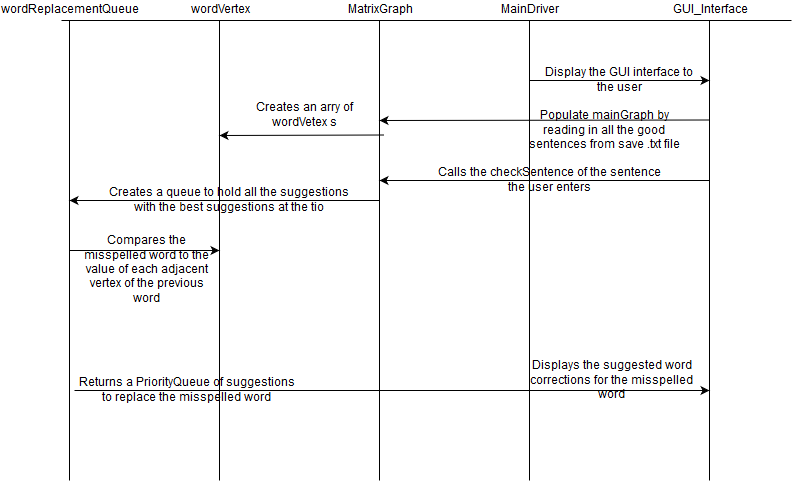 wordReplacementQueue
wordVertex
MatrixGraph
MainDriver
GUI_Interface
Display the GUI interface to
the user
Creates an arry of
wordVetex s
Populate mainGraph by
reading in all the good
sentences from save .txt file
Calls the checkSentence of the sentence
the user enters
Creates a queue to hold all the suggestions
with the best suggestions at the tio
Compares the
misspelled word to the
value of each adjacent
vertex of the previous
word
Displays the suggested word
corrections for the misspelled
word
Returns a PriorityQueue of suggestions
to replace the misspelled word